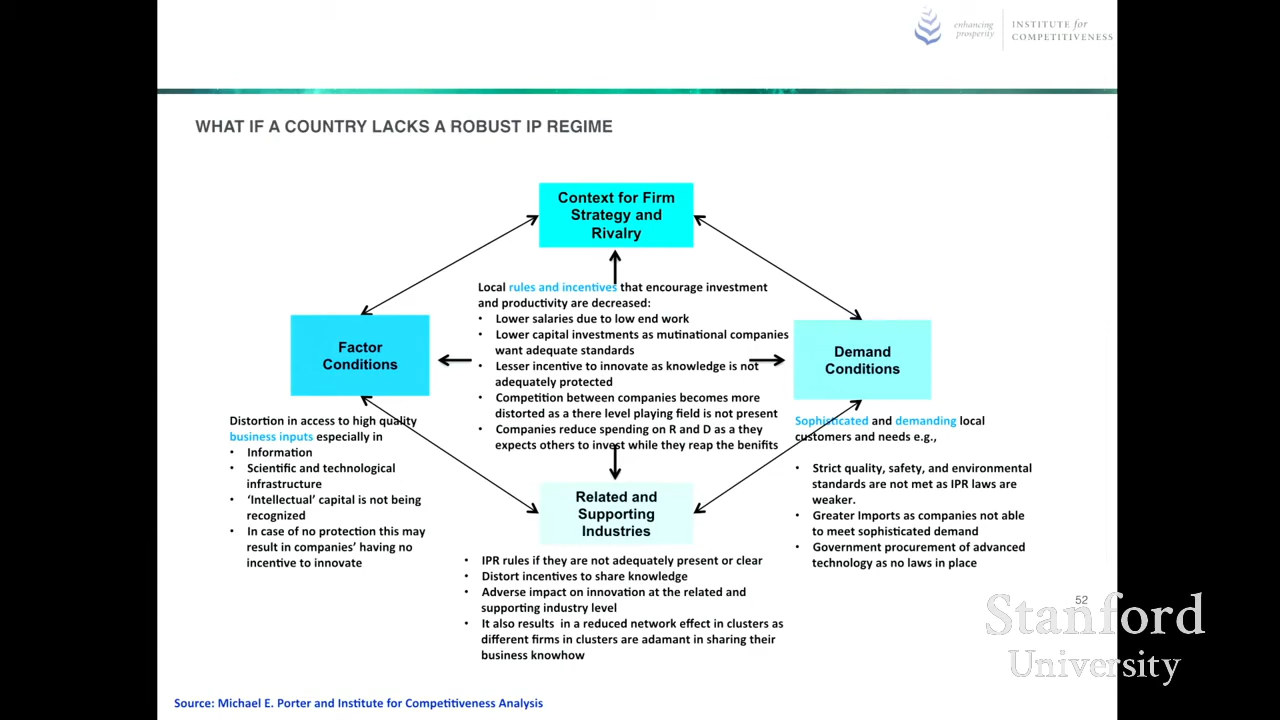 enhancing
prosperity
INSTITUTE for
COMPETITIVENESS
WHAT IF A COUNTRY LACKS A ROBUST IP REGIME
Context for Firm
Strategy and
Rivalry
Local rules and incentives that encourage investment
and productivity are decreased:
• Lower salaries due to low end work
• Lower capital investments as mutinational companies
want adequate standards
• Lesser incentive to innovate as knowledge is not
adequately protected
• Competition between companies becomes more
distorted as a there level playing field is not present
• Companies reduce spending on R and D as a they
expects others to invest while they reap the benifits
Factor
Conditions
Demand
Conditions
Distortion in access to high quality
business inputs especially in
• Information
• Scientific and technological
infrastructure
• ‘Intellectual’ capital is not being
recognized
• In case of no protection this may
result in companies’ having no
incentive to innovate
Sophisticated and demanding local
customers and needs e.g.,
• Strict quality, safety, and environmental
standards are not met as IPR laws are
weaker.
• Greater Imports as companies not able
to meet sophisticated demand
• Government procurement of advanced
technology as no laws in place
Related and
Supporting
Industries
• IPR rules if they are not adequately present or clear
• Distort incentives to share knowledge
• Adverse impact on innovation at the related and
supporting industry level
• It also results in a reduced network effect in clusters as
different firms in clusters are adamant in sharing their
business knowhow
52
Stanford
University
Source: Michael E. Porter and Institute for Competitiveness Analysis